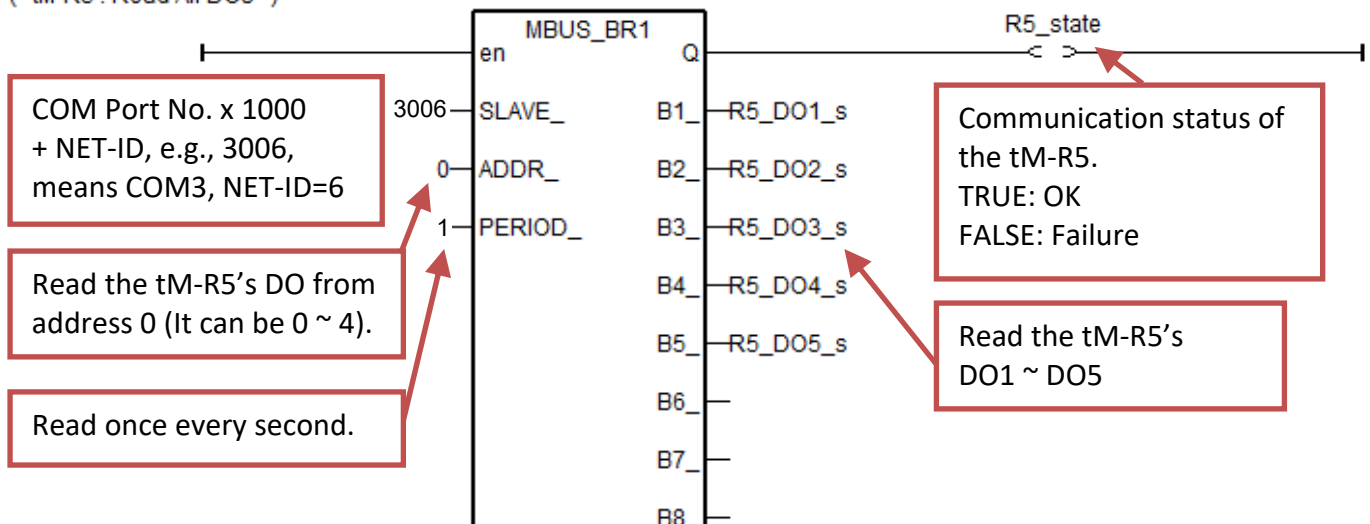 MBUS_BR1
R5_state
en
Q
COM Port No. x 1000
+ NET-ID, e.g., 3006,
means COM3, NET-ID=6
3006
SLAVE_
B1_
R5_DO1_s
0
ADDR_
B2_
R5_DO2_s
1
PERIOD_
B3_
R5_DO3_s
Communication status of
the tM-R5.
TRUE: OK
FALSE: Failure
Read the tM-R5’s DO from
address 0 (It can be 0 ~ 4).
B4_
R5_DO4_s
B5_
R5_DO5_s
Read the tM-R5’s
DO1 ~ DO5
Read once every second.
B6_
B7_
B8